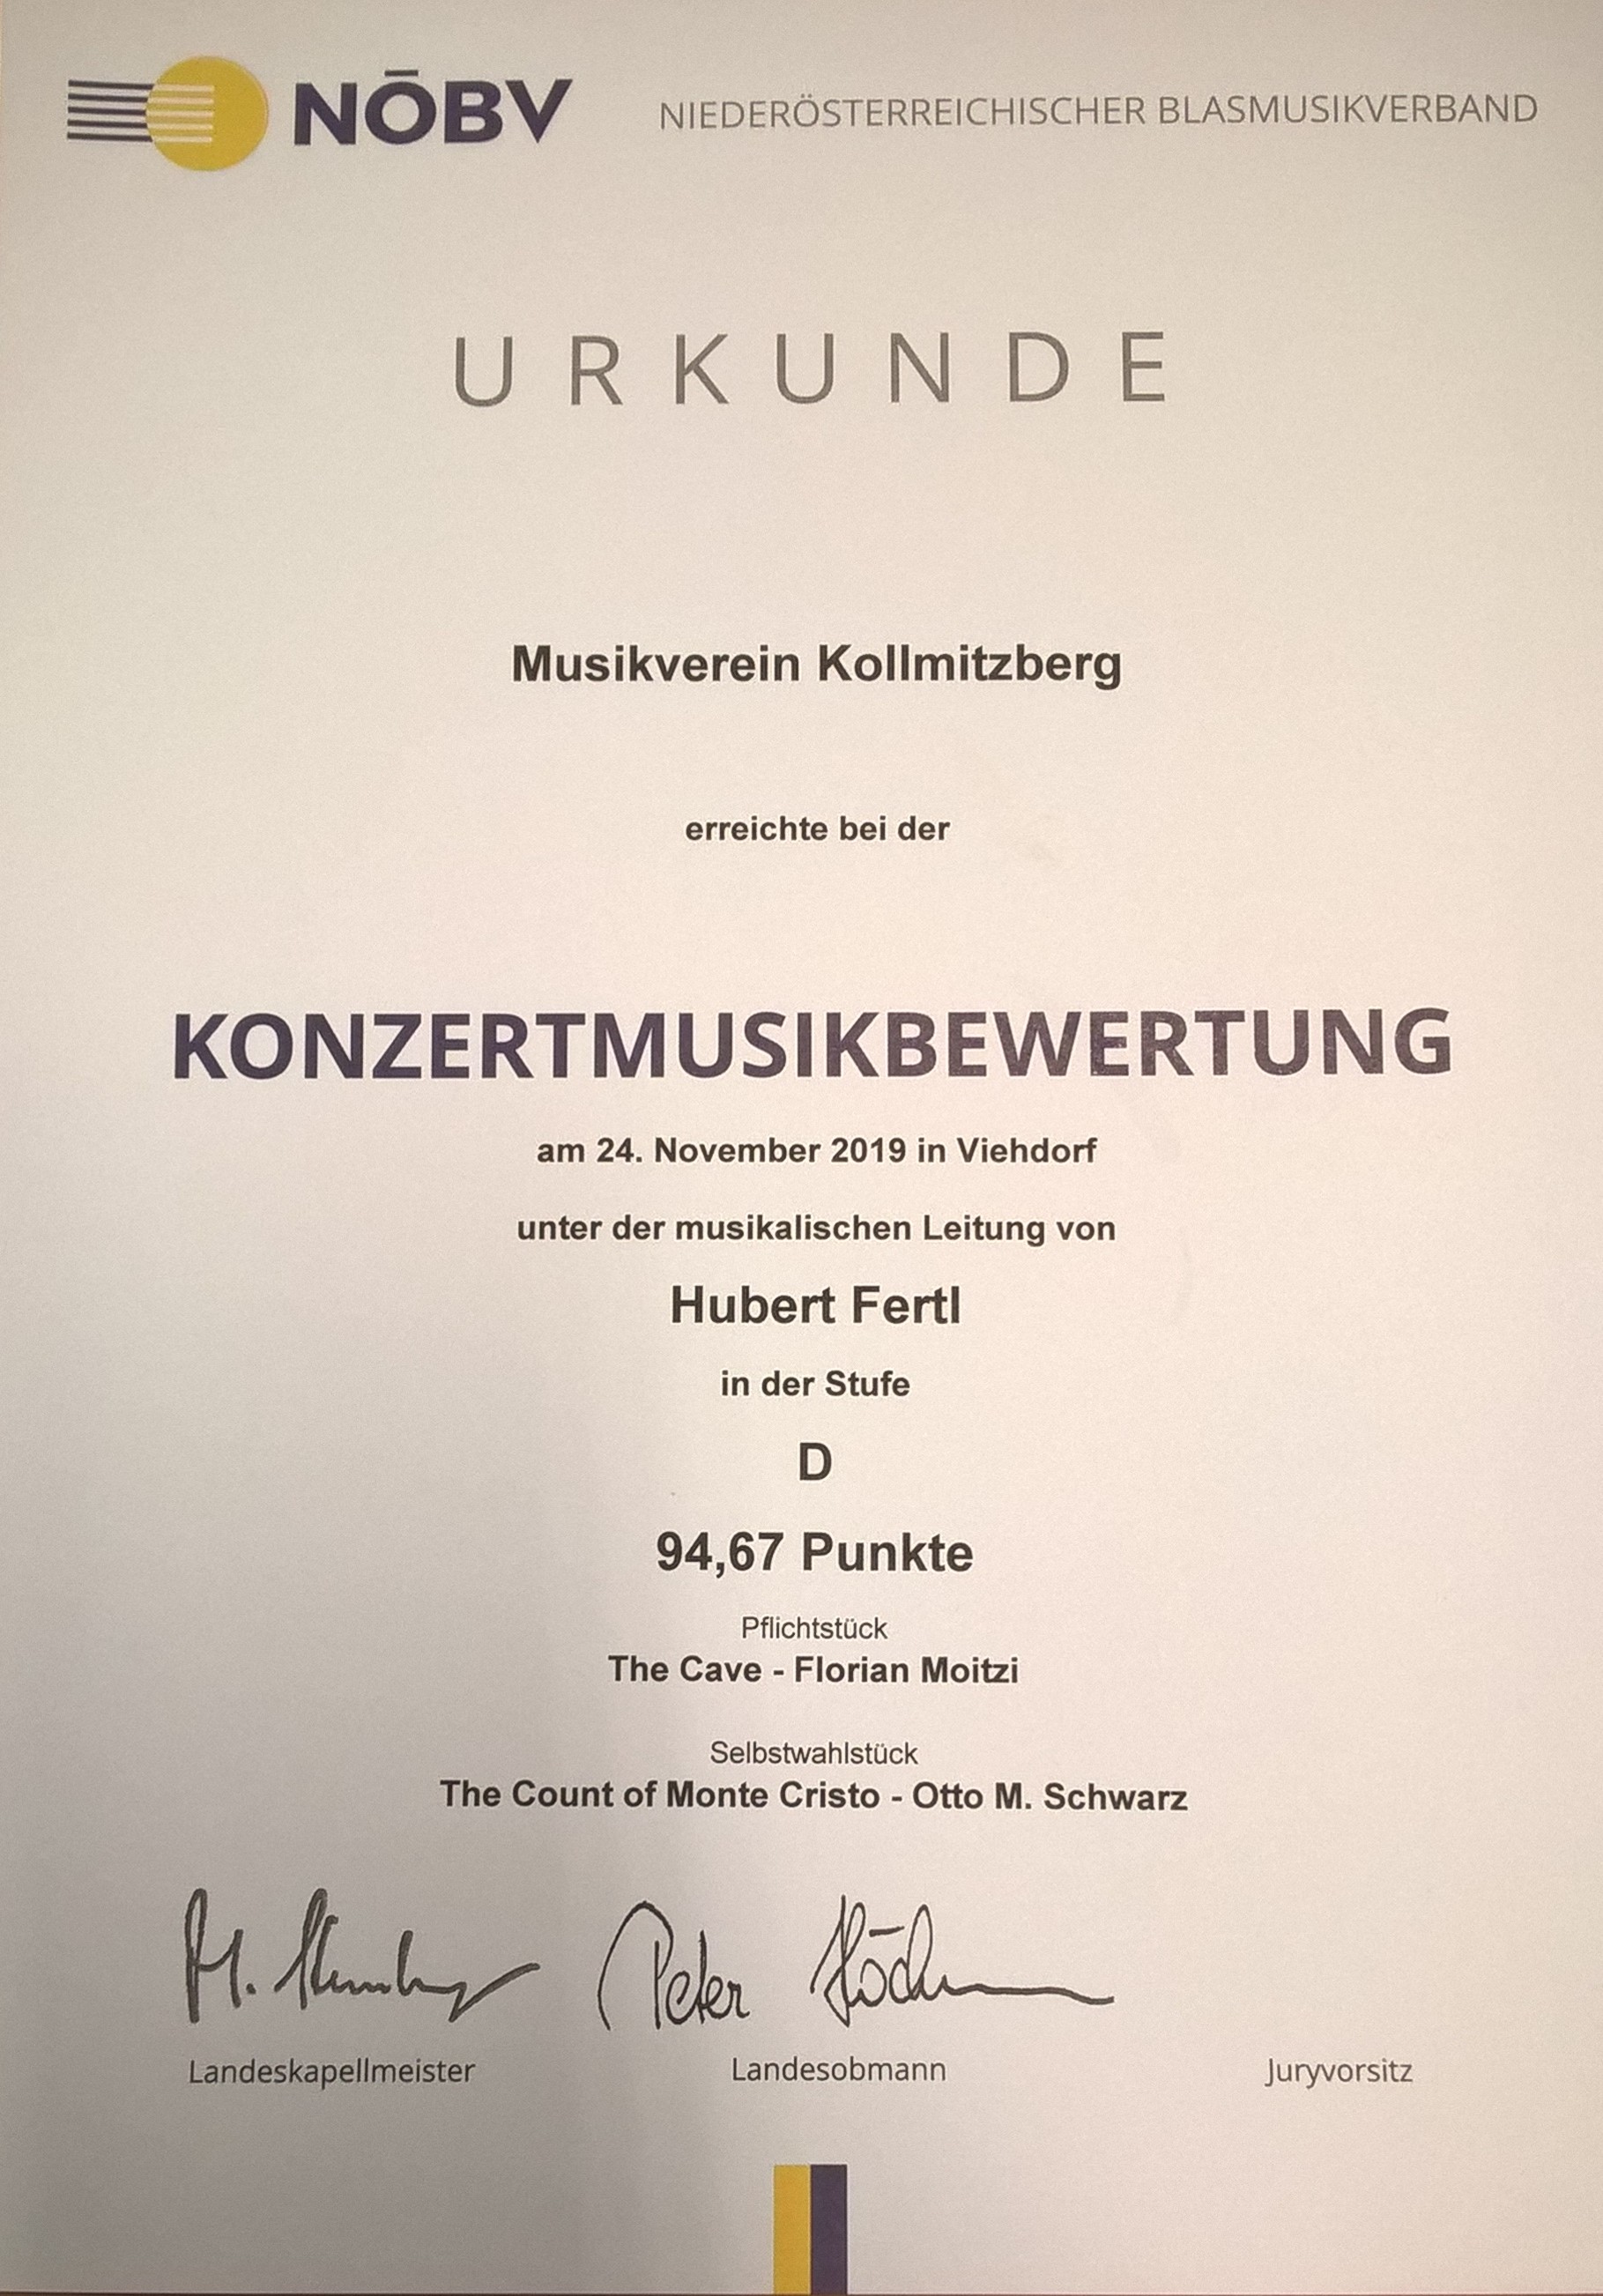 NŌBV NIEDERÖSTERREICHISCHER BLASMUSIKVERBAND
URKUNDE
Musikverein Kollmitzberg
erreichte bei der
KONZERTMUSIKBEWERTUNG
am 24. November 2019 in Viehdorf
unter der musikalischen Leitung von
Hubert Fertl
in der Stufe
D
94,67 Punkte
Pflichtstück
The Cave - Florian Moitzi
Selbstwahlstück
The Count of Monte Cristo - Otto M. Schwarz
M. Peter
Landeskapellmeister Landesobmann Juryvorsitz